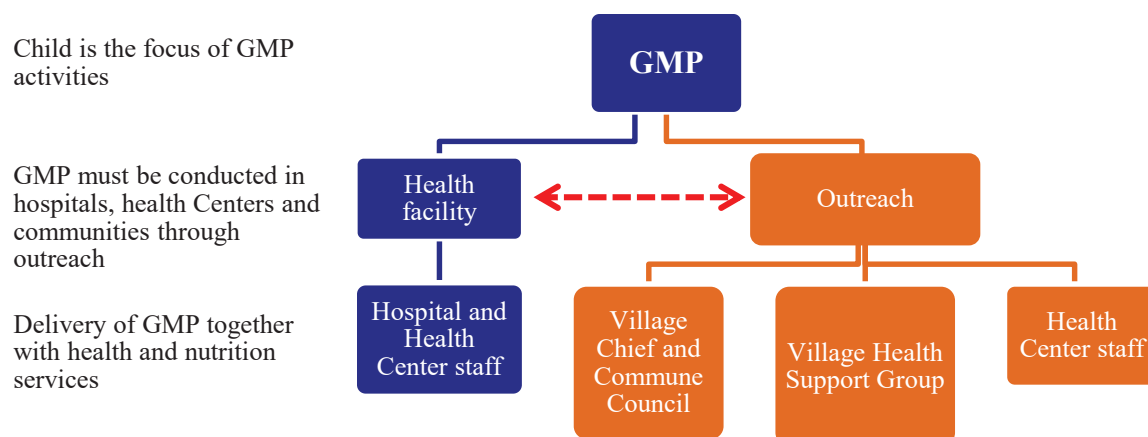 Child is the focus of GMP
activities
GMP
GMP must be conducted in
hospitals, health Centers and
communities through
outreach
Health
facility
Outreach
Delivery of GMP together
with health and nutrition
services
Hospital and
Health
Center staff
Village
Chief and
Commune
Council
Village Health
Support Group
Health
Center staff